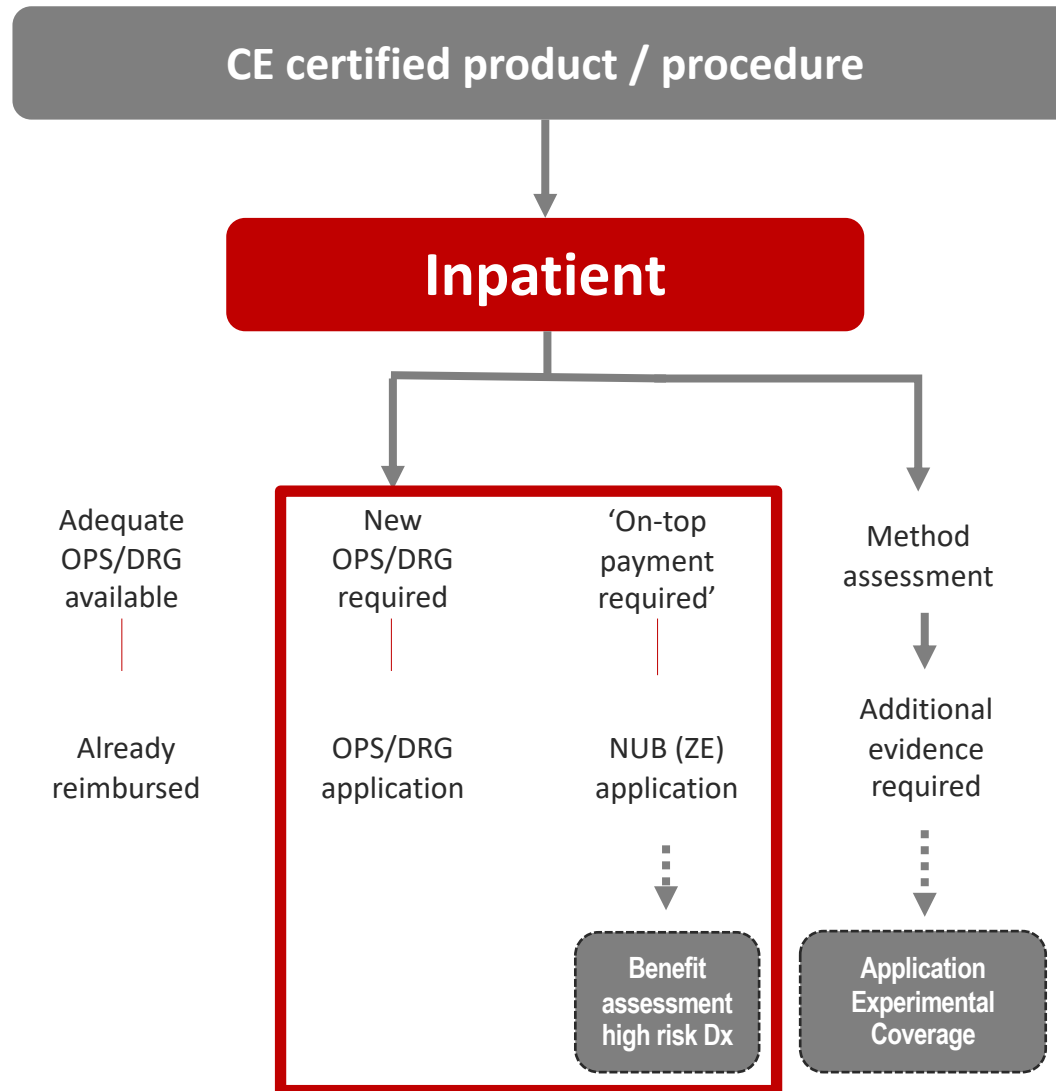 CE certified product / procedure
Inpatient
Adequate
OPS/DRG
available
New
OPS/DRG
required
‘On-top
payment
required’
Method
assessment
Already
reimbursed
OPS/DRG
application
NUB (ZE)
application
Additional
evidence
required
Benefit
assessment
high risk Dx
Application
Experimental
Coverage